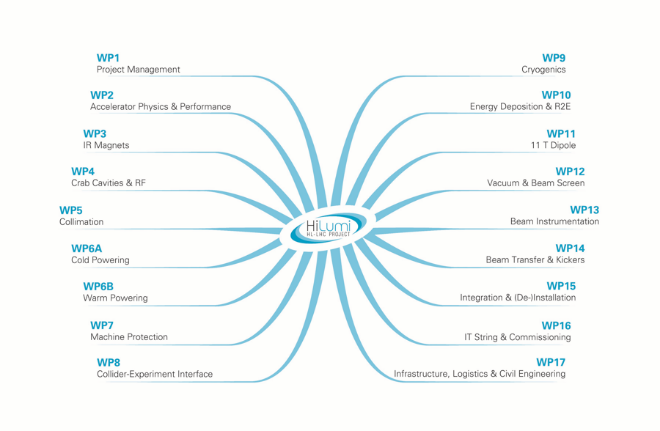 WP1
Project Management
WP2
Accelerator Physics & Performance
WP3
IR Magnets
WP4
Crab Cavities & RF
WP5
Collimation
WP6A
Cold Powering
WP6B
Warm Powering
WP7
Machine Protection
WP8
Collider-Experiment Interface
HiLumi
HL-LHC PROJECT
WP9
Cryogenics
WP10
Energy Deposition & R2E
WP11
11 T Dipole
WP12
Vacuum & Beam Screen
WP13
Beam Instrumentation
WP14
Beam Transfer & Kickers
WP15
Integration & (De-)Installation
WP16
IT String & Commissioning
WP17
Infrastructure, Logistics & Civil Engineering